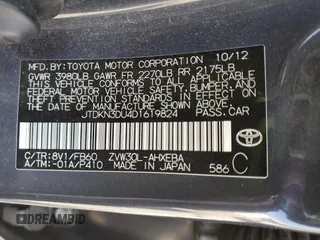 MFD.BY:TOYOTA MOTOR CORPORATION 10/12
GVWR 3980LB GAWR FR 2270LB RR 2175LB
THIS VEHICLE CONFORMS TO ALL APPLICABLE
FEDERAL MOTOR VEHICLE SAFETY, BUMPER, AND
THEFT PREVENTION STANDARDS IN EFFECT ON
THE DATE OF MANUFACTURE SHOWN ABOVE.
JTDKN3DU4D1619824 PASS.CAR
C/TR:8V1/FB60 ZVW30L-AHXEBA C
A/TM:-01A/P410 MADE IN JAPAN 586
DREAMBID